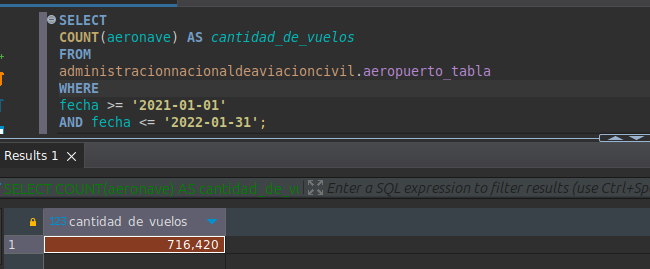 SELECT
COUNT(aeronave) AS cantidad_de_vuelos
FROM
administracionnacionaldeaviacioncivil.aeropuerto_tabla
WHERE
fecha >= '2021-01-01'
AND fecha <= '2022-01-31';
Results 1
SELECT COUNT(aeronave) AS cantidad_de_vu Enter a SQL expression to filter results (use Ctrl+Sp
123 cantidad_de_vuelos
1 716,420